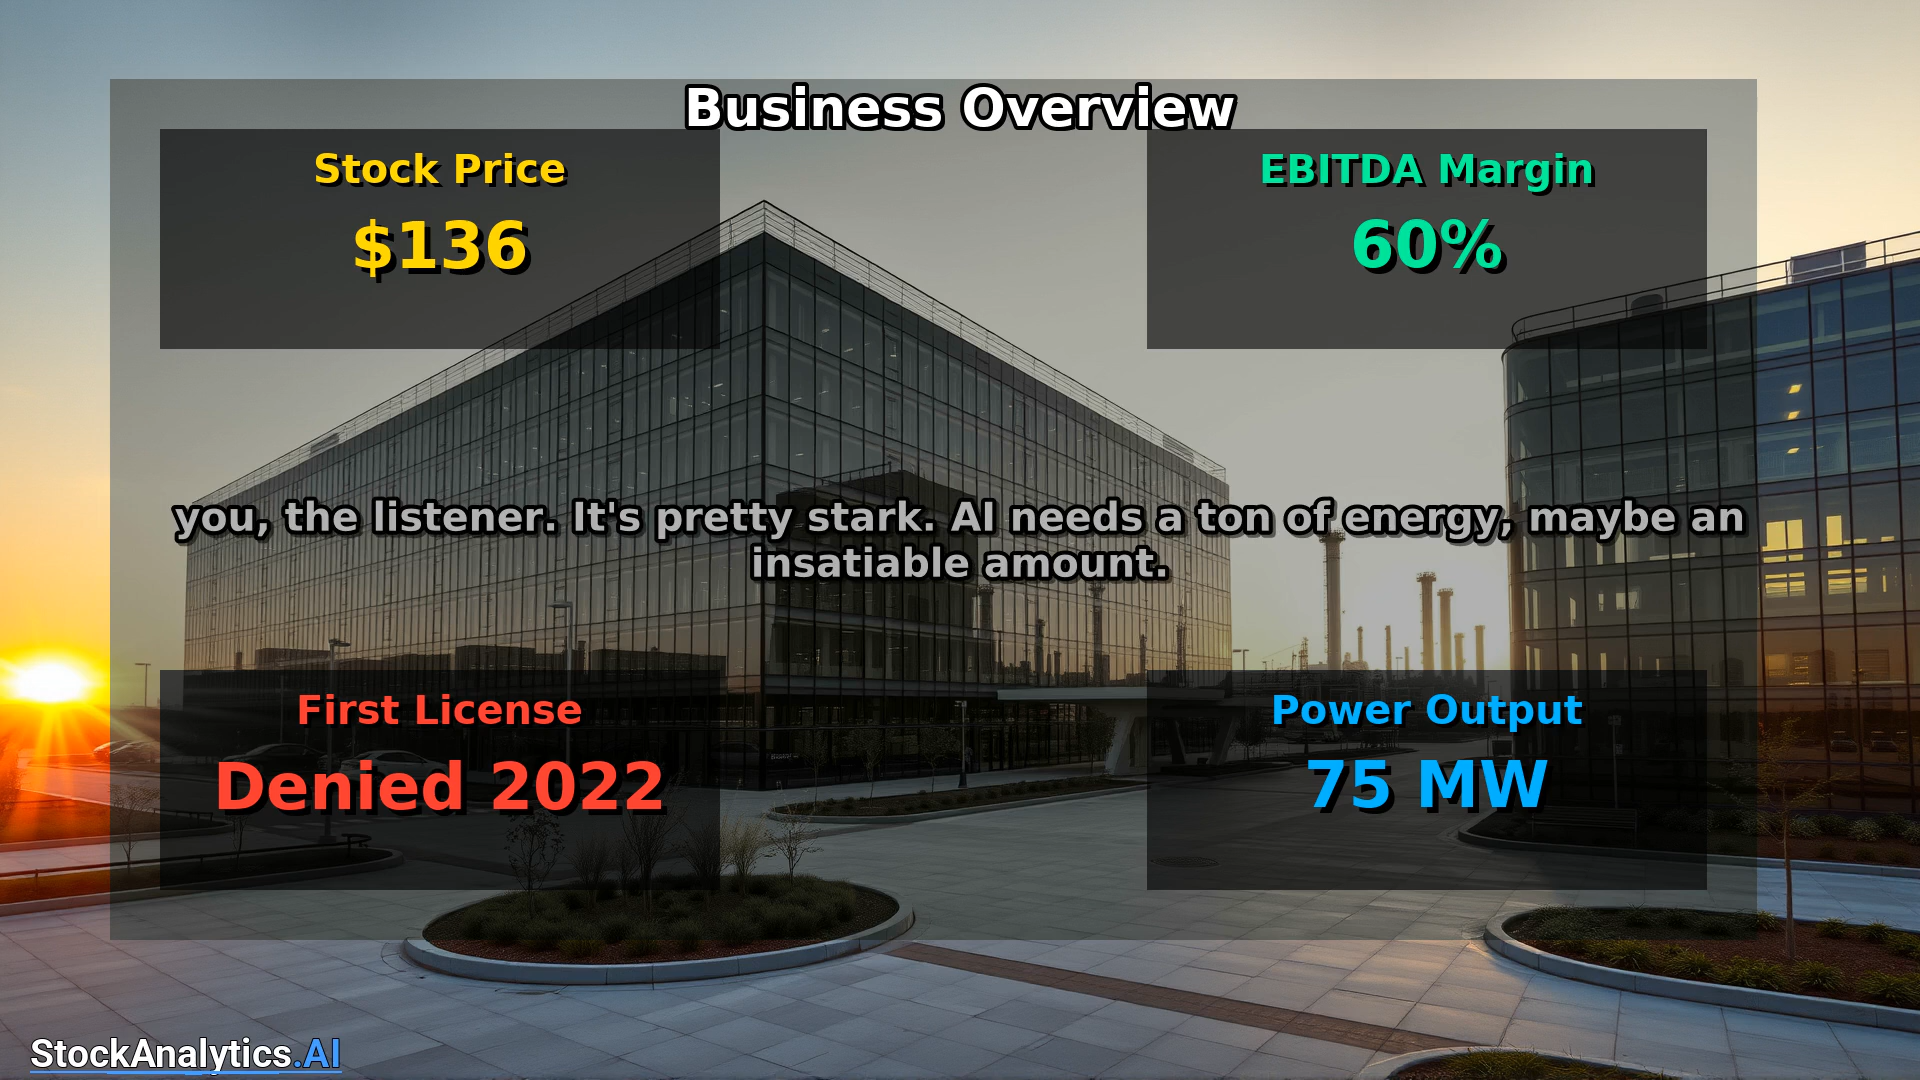 Business Overview
Stock Price
$136
EBITDA Margin
60%
you, the listener. It's pretty stark. AI needs a ton of energy, maybe an
insatiable amount.
First License
Denied 2022
Power Output
75 MW
StockAnalytics.AI